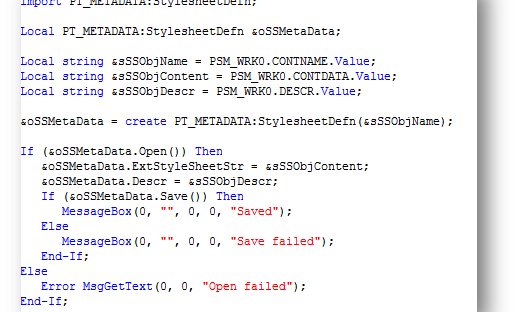 import PT_METADATA:StylesheetDefn;
Local PT_METADATA:StylesheetDefn &oSSMetaData;
Local string &sSSObjName = PSM_WRK0.CONTNAME.Value;
Local string &sSSObjContent = PSM_WRK0.CONTDATA.Value;
Local string &sSSObjDescr = PSM_WRK0.DESCR.Value;
&oSSMetaData = create PT_METADATA:StylesheetDefn(&sSSObjName);
If (&oSSMetaData.Open()) Then
&oSSMetaData.ExtStyleSheetStr = &sSSObjContent;
&oSSMetaData.Descr = &sSSObjDescr;
If (&oSSMetaData.Save()) Then
MessageBox(0, "", 0, 0, "Saved");
Else
MessageBox(0, "", 0, 0, "Save failed");
End-If;
Else
Error MsgGetText(0, 0, "Open failed");
End-If;